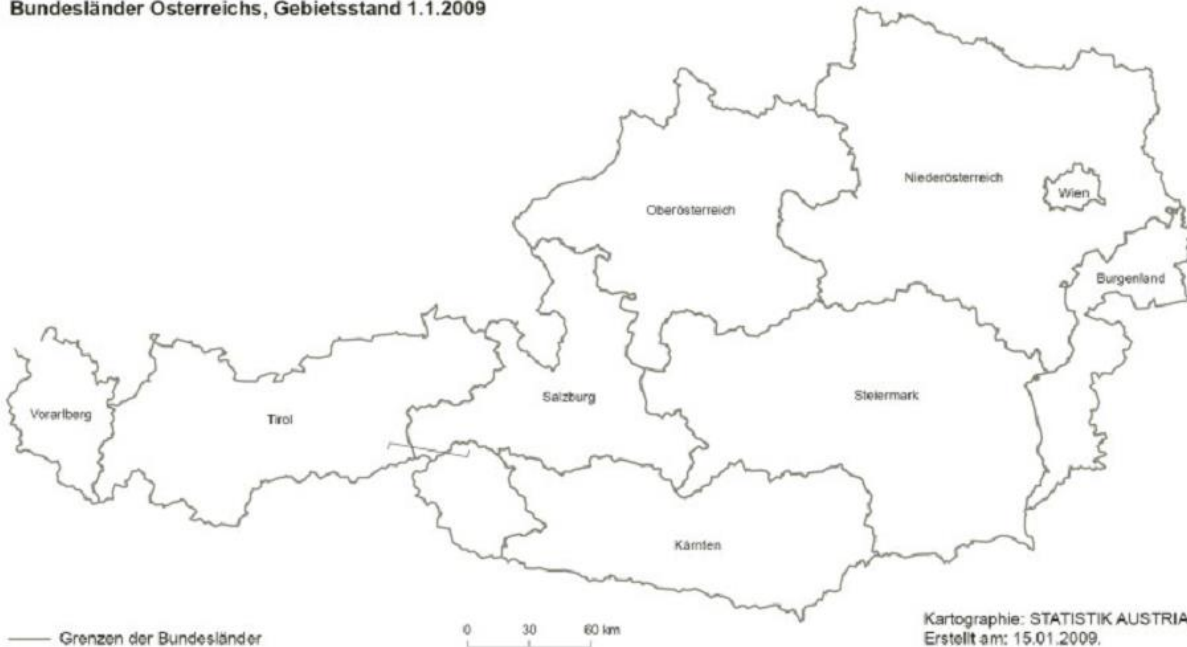 Bundesländer Österreichs, Gebietsstand 1.1.2009
Niederösterreich
Wien
Oberösterreich
Burgenland
Vorarlberg
Tirol
Salzburg
Steiermark
Kärnten
Grenzen der Bundesländer
0 30 60 km
Kartographie: STATISTIK AUSTRIA
Erstellt am: 15.01.2009.